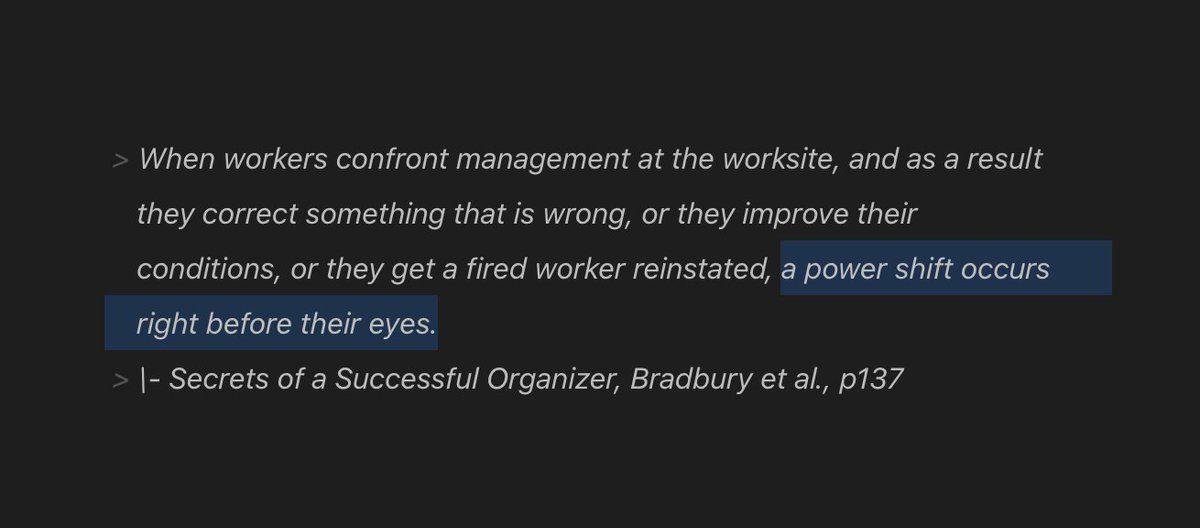 > When workers confront management at the worksite, and as a result
they correct something that is wrong, or they improve their
conditions, or they get a fired worker reinstated, a power shift occurs
right before their eyes.
> \- Secrets of a Successful Organizer, Bradbury et al., p137